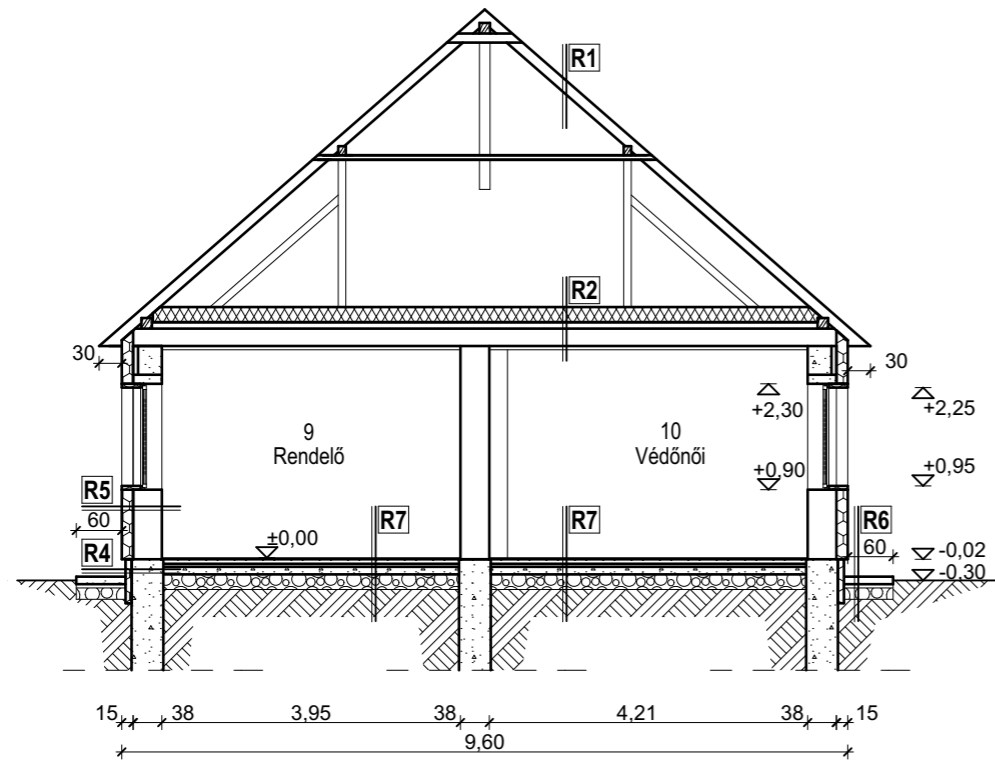 R1
R2
30
30
+2,30
+2,25
9
Rendelő
10
Védőnői
+0,90
+0,95
R5
60
R7
R7
R6
±0,00
60
R4
-0,02
-0,30
15 38 3,95 38 4,21 38 15
9,60